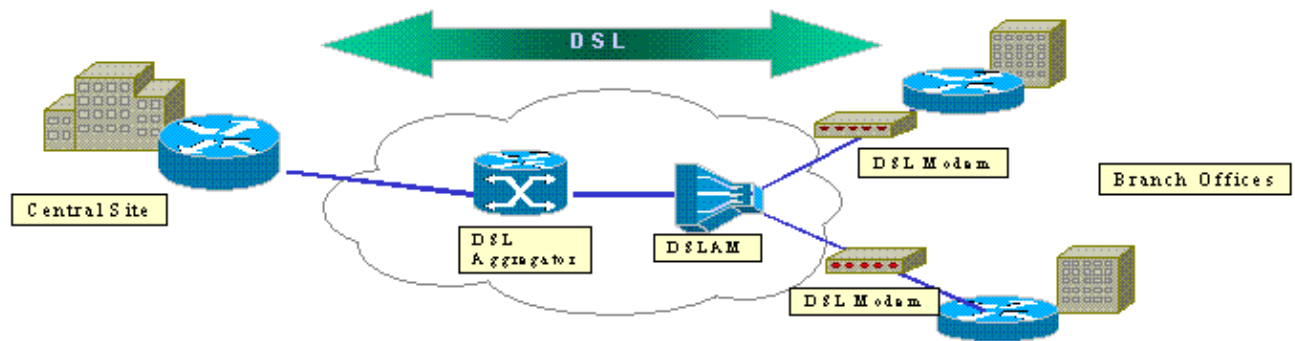 DSL
Central Site
DSL
Aggregator
DSLAM
DSL Modem
Branch Offices
DSL Modem